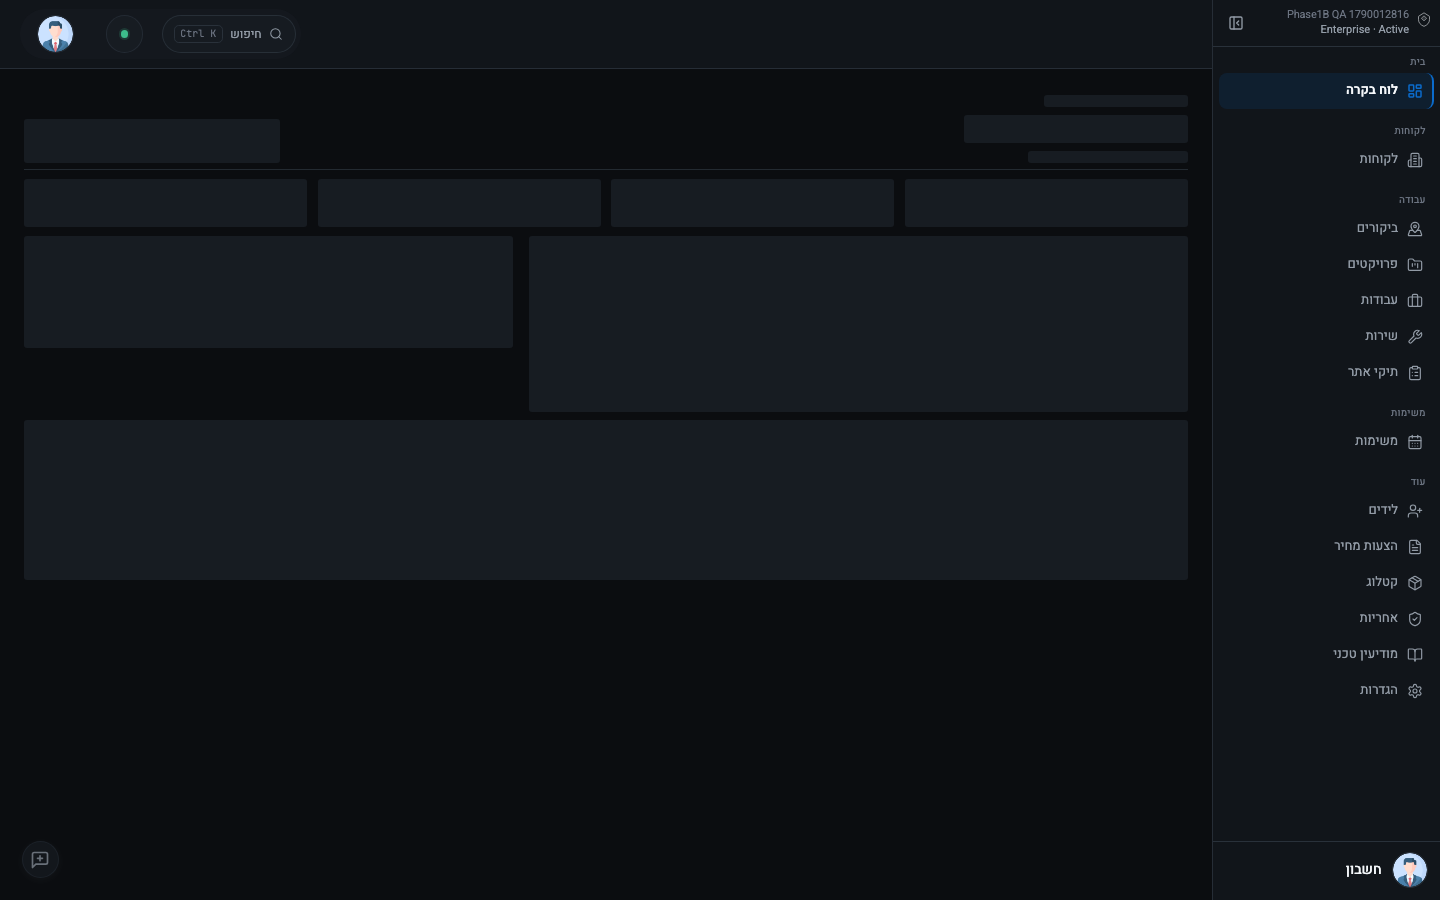 Phase1B QA 1790012816
Enterprise · Active
חיפוש
Ctrl K
בית
לוח בקרה
לקוחות
לקוחות
עבודה
ביקורים
פרויקטים
עבודות
שירות
תיקי אתר
משימות
משימות
עוד
לידים
הצעות מחיר
קטלוג
אחריות
מודיעין טכני
הגדרות
חשבון